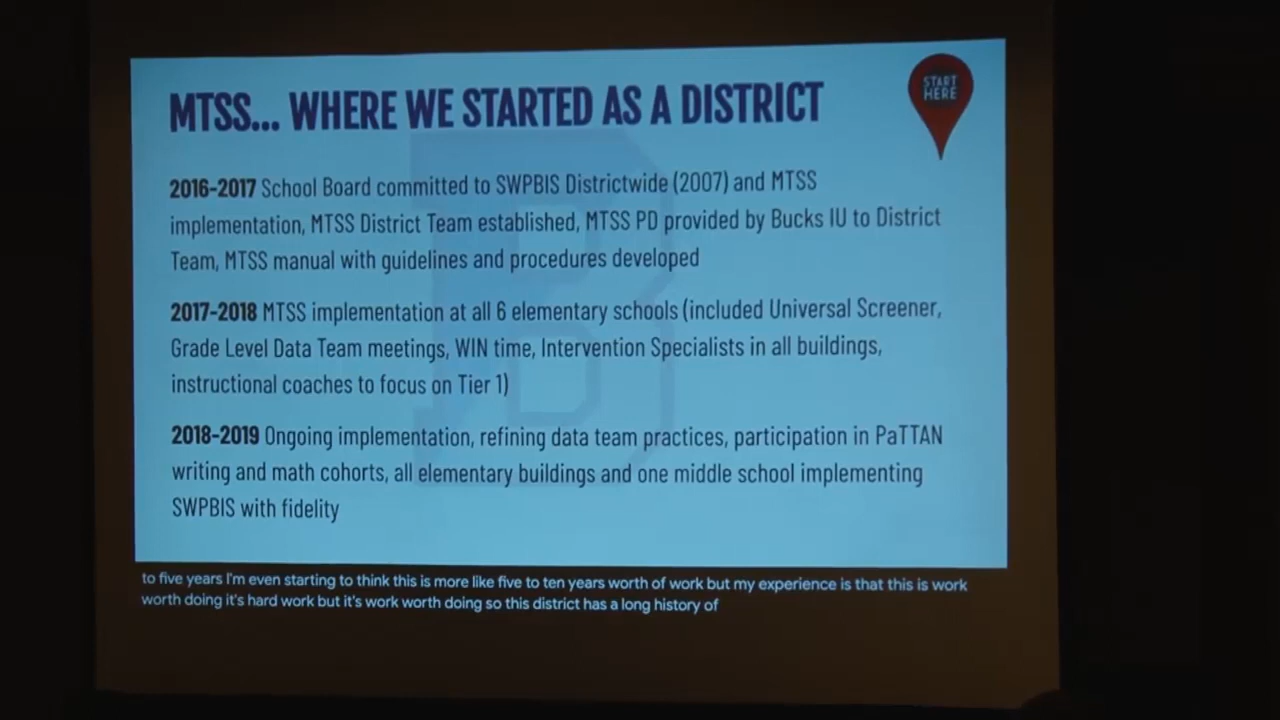 MTSS... WHERE WE STARTED AS A DISTRICT
START
HERE
2016-2017 School Board committed to SWPBIS Districtwide (2007) and MTSS
implementation, MTSS District Team established, MTSS PD provided by Bucks IU to District
Team, MTSS manual with guidelines and procedures developed
2017-2018 MTSS implementation at all 6 elementary schools (included Universal Screener,
Grade Level Data Team meetings, WIN time, Intervention Specialists in all buildings,
instructional coaches to focus on Tier 1)
2018-2019 Ongoing implementation, refining data team practices, participation in PaTTAN
writing and math cohorts, all elementary buildings and one middle school implementing
SWPBIS with fidelity
to five years I'm even starting to think this is more like five to ten years worth of work but my experience is that this is work
worth doing it's hard work but it's work worth doing so this district has a long history of